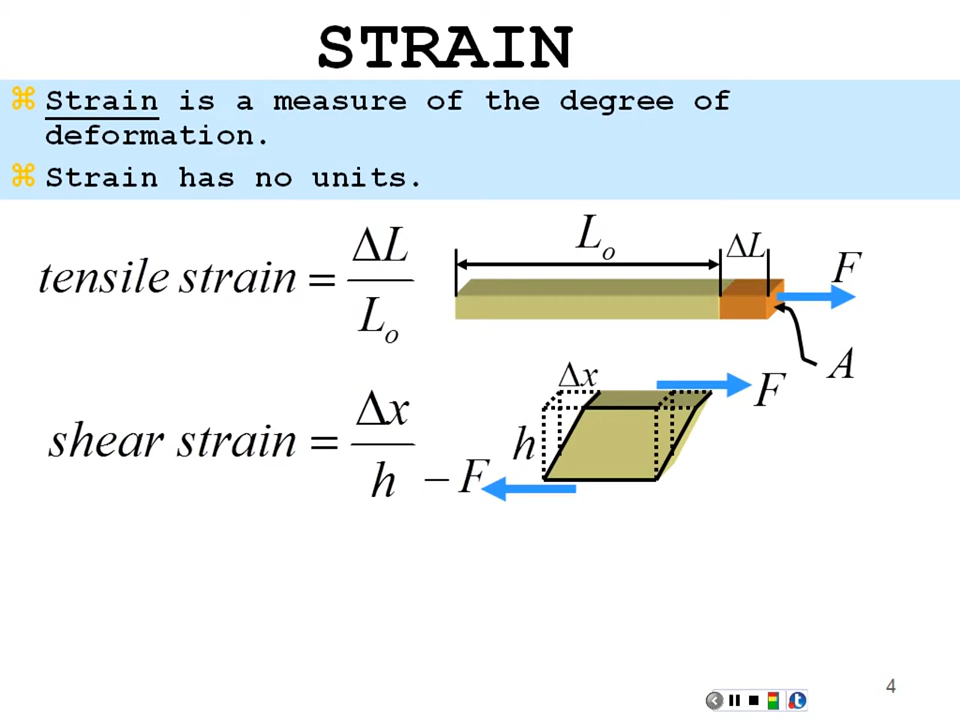 STRAIN
⌘ Strain is a measure of the degree of
deformation.
⌘ Strain has no units.
tensile strain = ΔL / Lo
Lo
ΔL
F
A
shear strain = Δx / h
Δx
F
h
– F
4